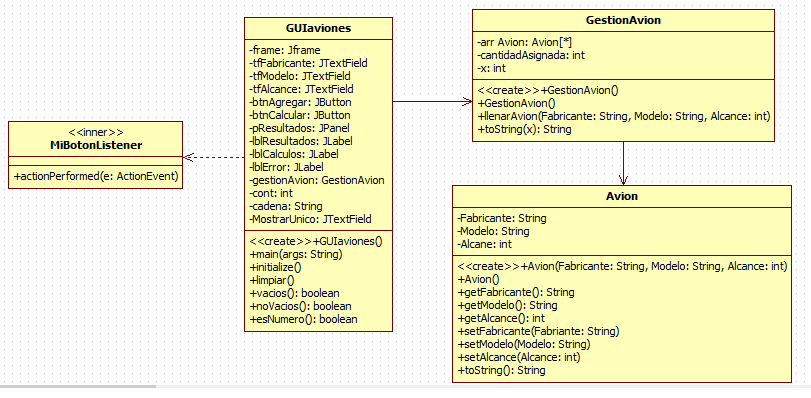 <<inner>>
MiBotonListener
+actionPerformed(e: ActionEvent)
GUIaviones
-frame: Jframe
-tfFabricante: JTextField
-tfModelo: JTextField
-tfAlcance: JTextField
-btnAgregar: JButton
-btnCalcular: JButton
-pResultados: JPanel
-lblResultados: JLabel
-lblCalculos: JLabel
-lblError: JLabel
-gestionAvion: GestionAvion
-cont: int
-cadena: String
-MostrarUnico: JTextField
<<create>>+GUIaviones()
+main(args: String)
+initialize()
+limpiar()
+vacios(): boolean
+noVacios(): boolean
+esNumero(): boolean
GestionAvion
-arr Avion: Avion[*]
-cantidadAsignada: int
-x: int
<<create>>+GestionAvion()
+GestionAvion()
+llenarAvion(Fabricante: String, Modelo: String, Alcance: int)
+toString(x): String
Avion
-Fabricante: String
-Modelo: String
-Alcane: int
<<create>>+Avion(Fabricante: String, Modelo: String, Alcance: int)
+Avion()
+getFabricante(): String
+getModelo(): String
+getAlcance(): int
+setFabricante(Fabriante: String)
+setModelo(Modelo: String)
+setAlcance(Alcance: int)
+toString(): String